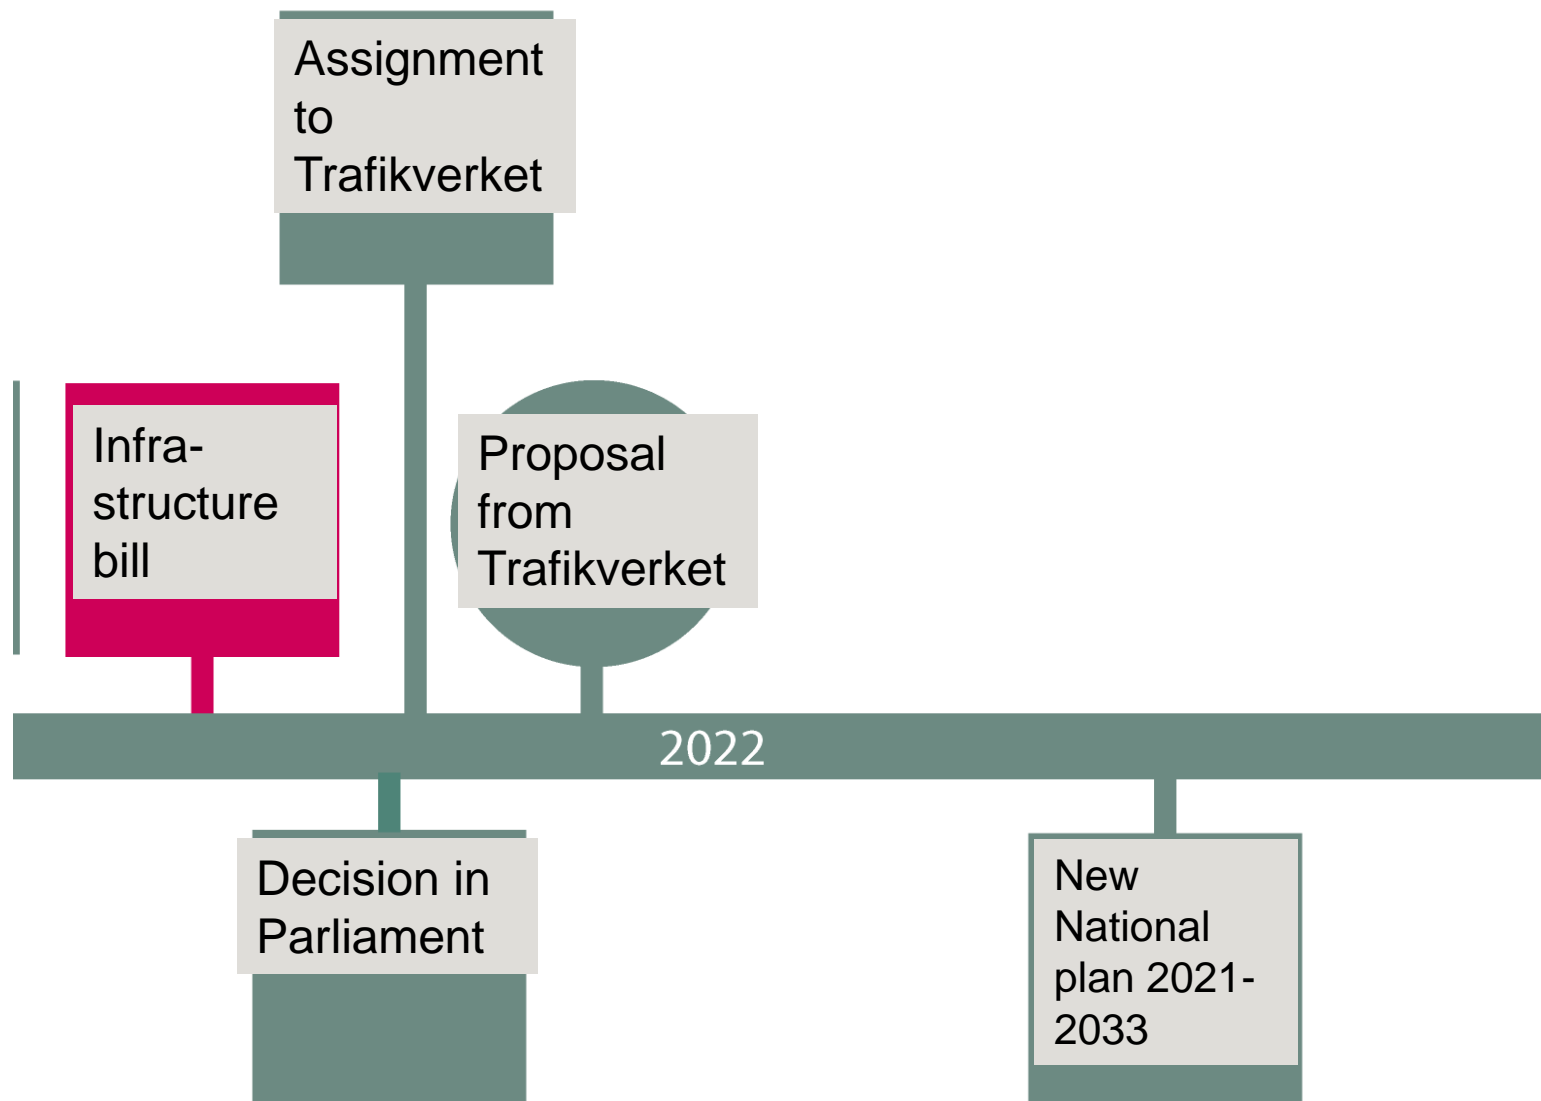 Assignment
to
Trafikverket
Infra-
structure
bill
Proposal
from
Trafikverket
2022
Decision in
Parliament
New
National
plan 2021-
2033